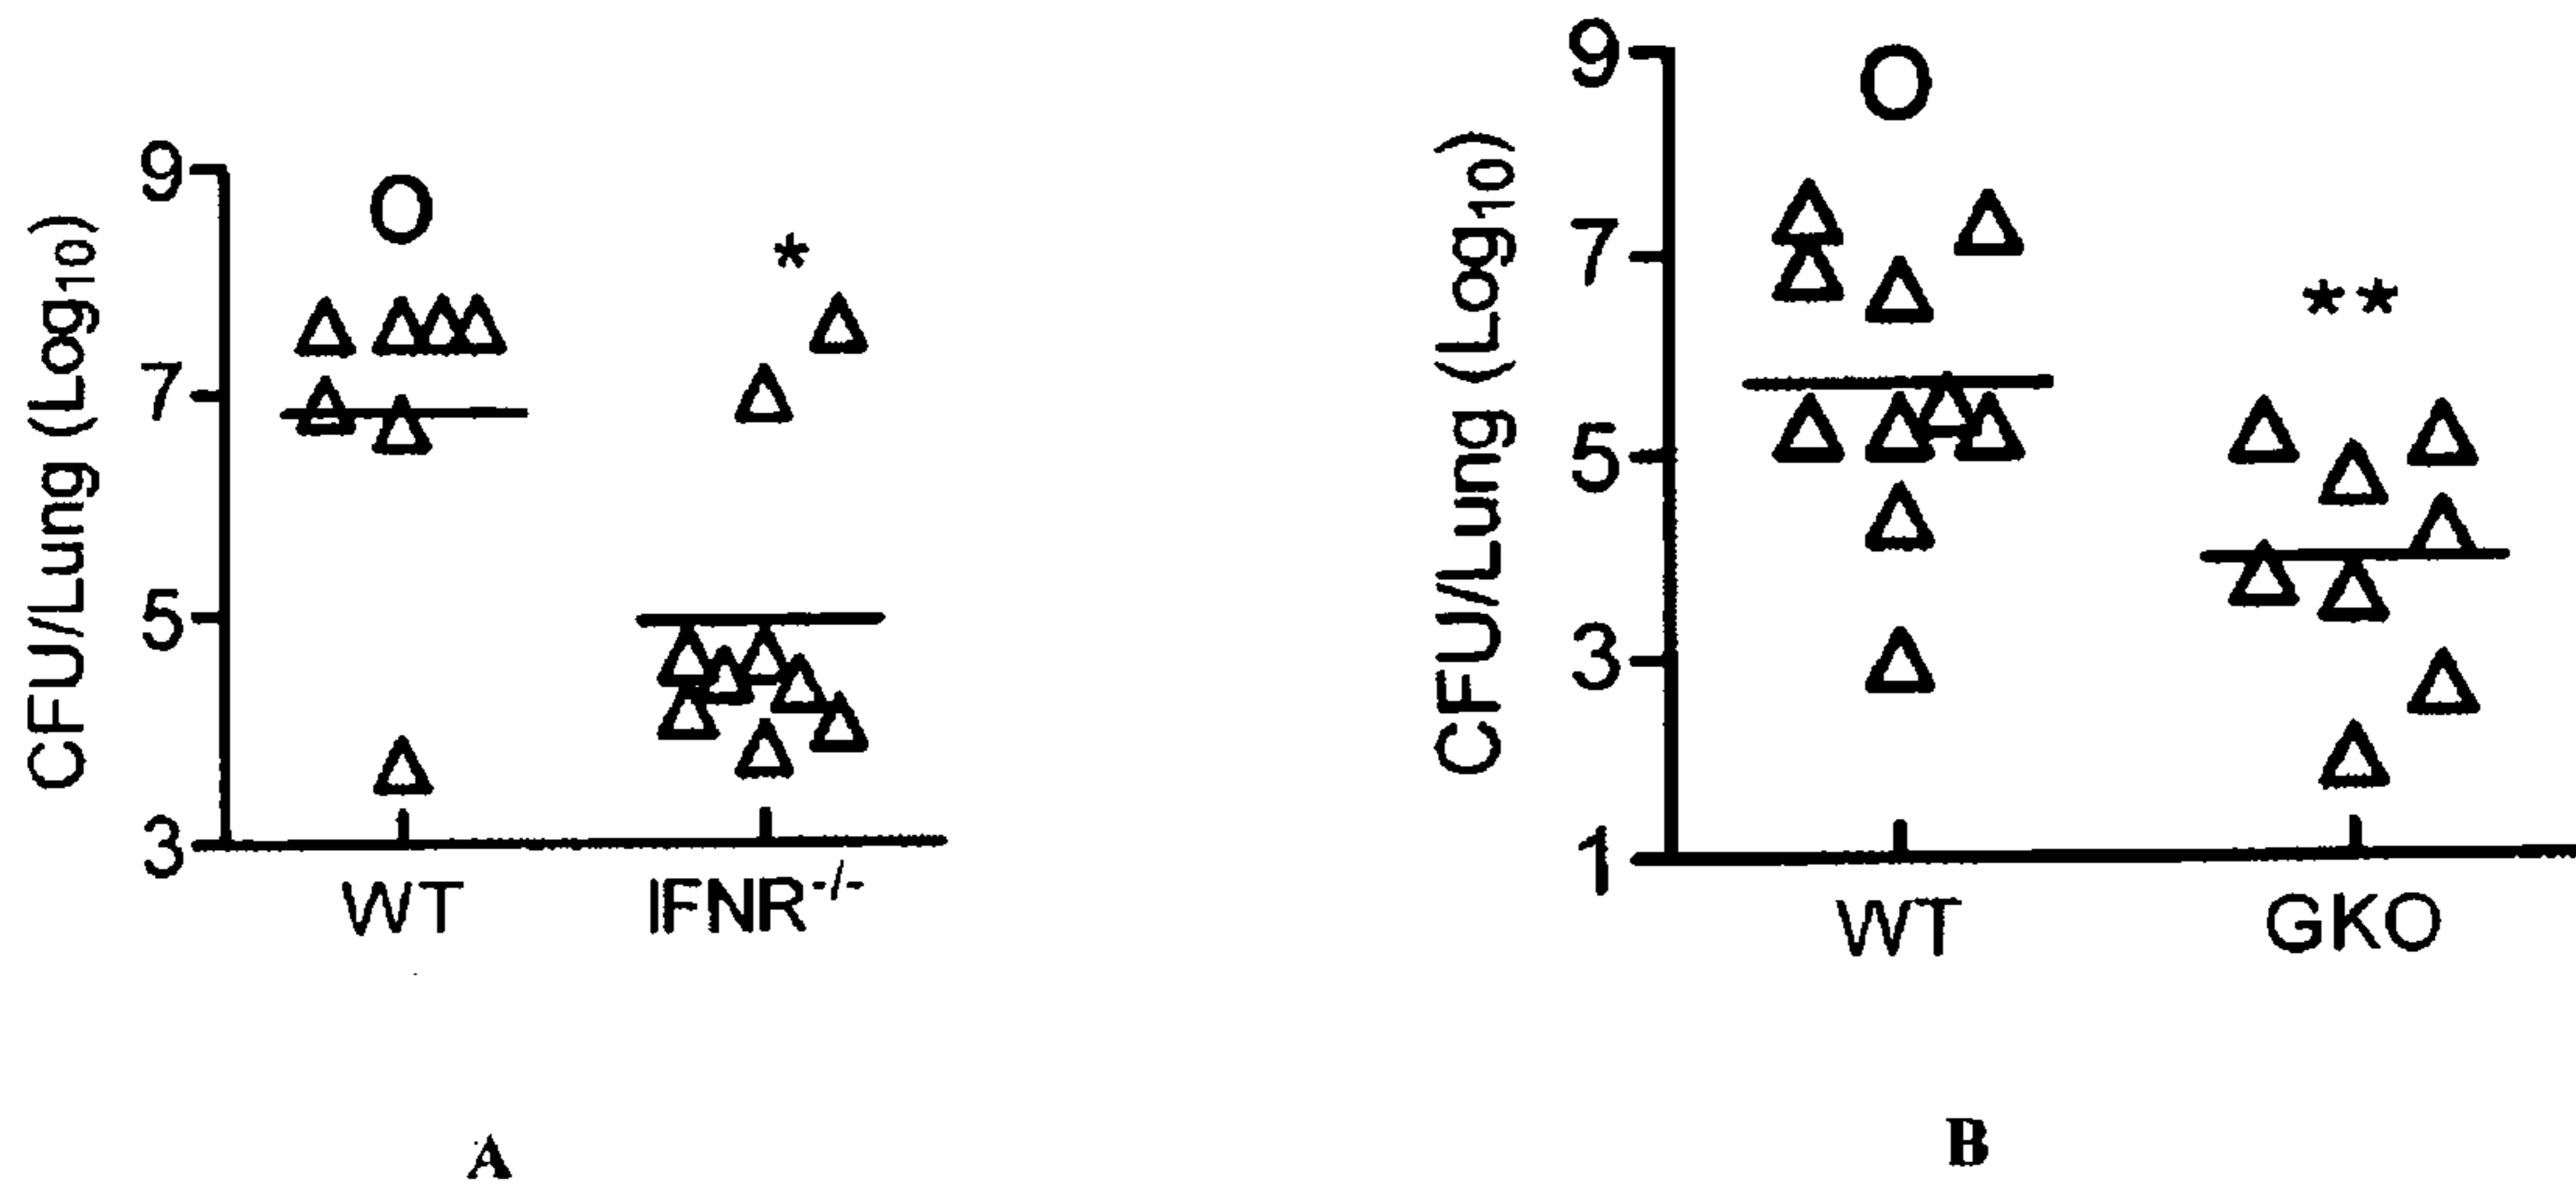 CFU/Lung (Log10)
9
7
5
3
*
WT
IFNR-/-
A
CFU/Lung (Log10)
9
7
5
3
1
**
WT
GKO
B